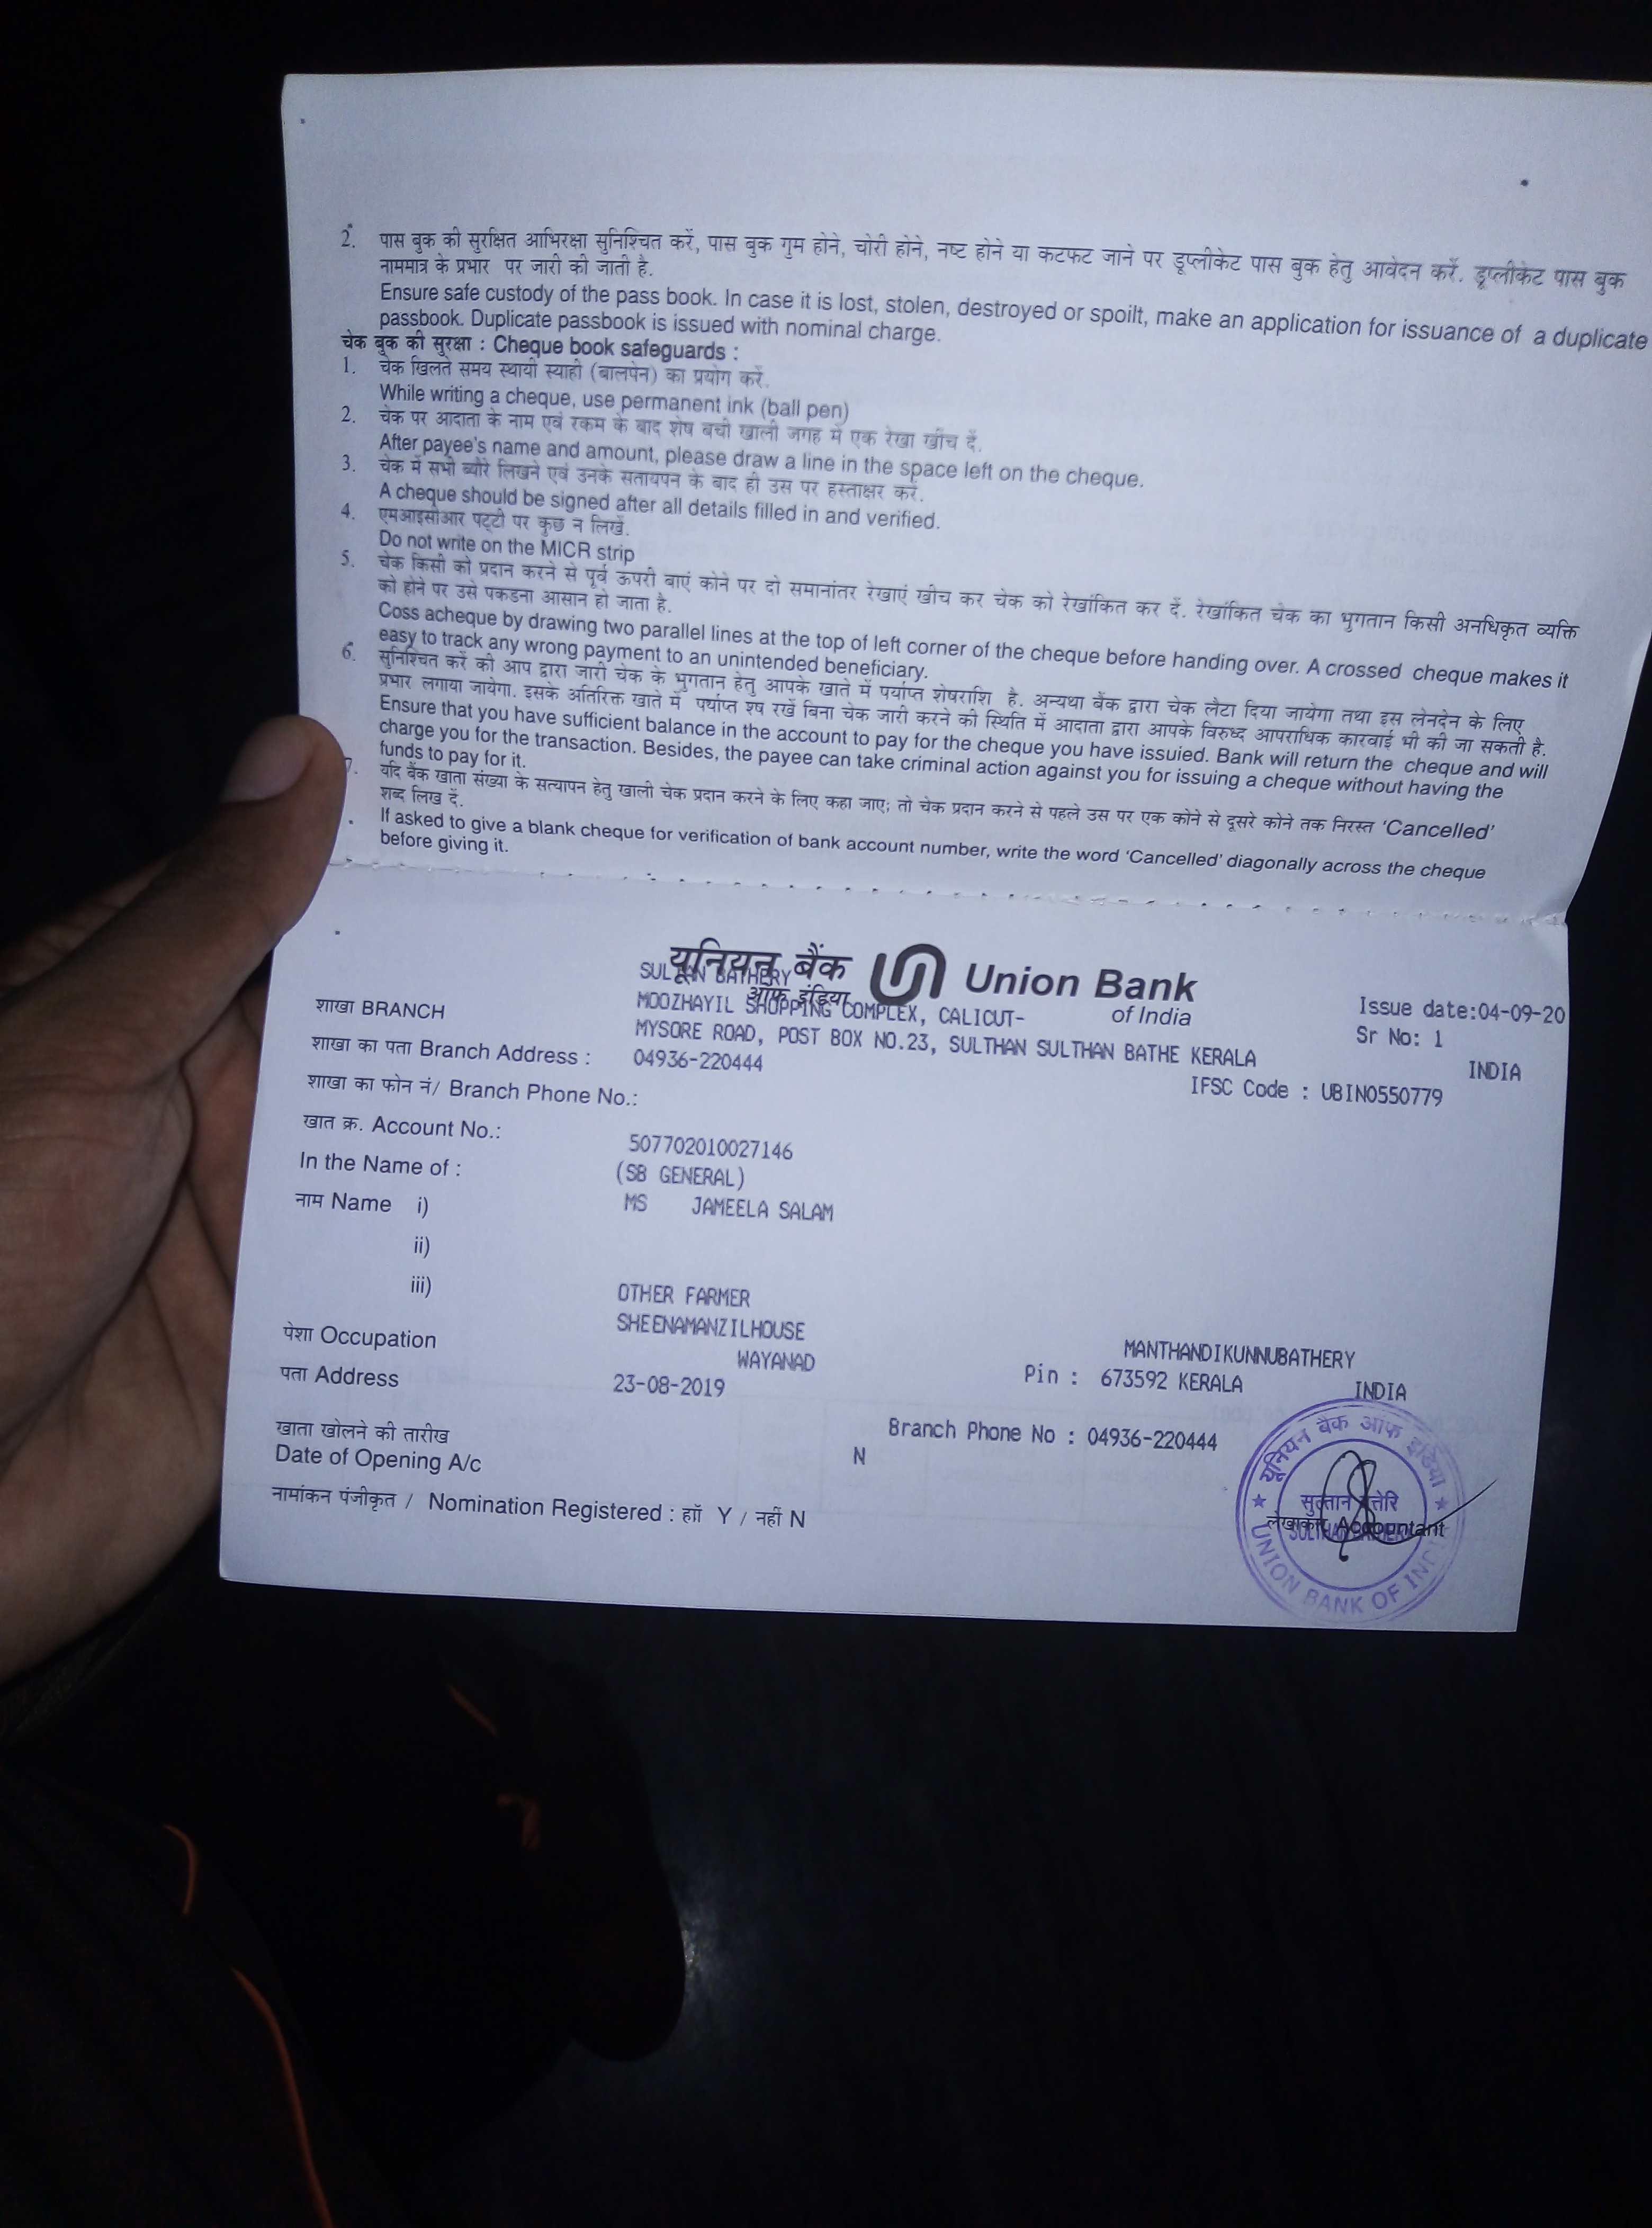 2. पास बुक की सुरक्षित आभिरक्षा सुनिश्चित करें, पास बुक गुम होने, चोरी होने, नष्ट होने या कटफट जाने पर डूप्लीकेट पास बुक हेतु आवेदन करें. डूप्लीकेट पास बुक
नाममात्र के प्रभार पर जारी की जाती है.
Ensure safe custody of the pass book. In case it is lost, stolen, destroyed or spoilt, make an application for issuance of a duplicate
passbook. Duplicate passbook is issued with nominal charge.
चेक बुक की सुरक्षा : Cheque book safeguards :
1. चेक खिलते समय स्थायी स्याही (बालपेन) का प्रयोग करें.
While writing a cheque, use permanent ink (ball pen)
2. चेक पर आदाता के नाम एवं रकम के बाद शेष बची खाली जगह में एक रेखा खींच दें.
After payee's name and amount, please draw a line in the space left on the cheque.
3. चेक में सभी ब्यौरे लिखने एवं उनके सतायपन के बाद ही उस पर हस्ताक्षर करें.
A cheque should be signed after all details filled in and verified.
4. एमआइसीआर पट्टी पर कुछ न लिखें.
Do not write on the MICR strip
5. चेक किसी को प्रदान करने से पूर्व ऊपरी बाएं कोने पर दो समानांतर रेखाएं खीच कर चेक को रेखांकित कर दें. रेखांकित चेक का भुगतान किसी अनधिकृत व्यक्ति
को होने पर उसे पकडना आसान हो जाता है.
Coss acheque by drawing two parallel lines at the top of left corner of the cheque before handing over. A crossed cheque makes it
easy to track any wrong payment to an unintended beneficiary.
6. सुनिश्चित करें की आप द्वारा जारी चेक के भुगतान हेतु आपके खाते में पर्याप्त शेषराशि है. अन्यथा बैंक द्वारा चेक लैटा दिया जायेगा तथा इस लेनदेन के लिए
प्रभार लगाया जायेगा. इसके अतिरिक्त खाते में पर्याप्त श्ष रखें बिना चेक जारी करने की स्थिति में आदाता द्वारा आपके विरुध्द आपराधिक कारवाई भी की जा सकती है.
Ensure that you have sufficient balance in the account to pay for the cheque you have issuied. Bank will return the cheque and will
charge you for the transaction. Besides, the payee can take criminal action against you for issuing a cheque without having the
funds to pay for it.
7. यदि बैंक खाता संख्या के सत्यापन हेतु खाली चेक प्रदान करने के लिए कहा जाए; तो चेक प्रदान करने से पहले उस पर एक कोने से दूसरे कोने तक निरस्त 'Cancelled'
शब्द लिख दें.
If asked to give a blank cheque for verification of bank account number, write the word 'Cancelled' diagonally across the cheque
before giving it.
यूनियन बैंक Union Bank
आफ इंडिया of India
SULTAN BATHERY
Issue date:04-09-20
शाखा BRANCH MOOZHAYIL SHOPPING COMPLEX, CALICUT-
Sr No: 1
MYSORE ROAD, POST BOX NO.23, SULTHAN SULTHAN BATHE KERALA
INDIA
शाखा का पता Branch Address : 04936-220444
IFSC Code : UBIN0550779
शाखा का फोन नं/ Branch Phone No.:
खात क्र. Account No.: 507702010027146
In the Name of : (SB GENERAL)
नाम Name i) MS JAMEELA SALAM
ii)
iii) OTHER FARMER
SHEENAMANZILHOUSE MANTHANDIKUNNUBATHERY
पेशा Occupation WAYANAD Pin : 673592 KERALA
INDIA
पता Address 23-08-2019
खाता खोलने की तारीख Branch Phone No : 04936-220444
Date of Opening A/c N
नामांकन पंजीकृत / Nomination Registered : हाँ Y / नहीं N
यूनियन बैंक आफ इंडिया
सुल्तान बत्तेरि
लेखाकार Accountant
UNION BANK OF INDIA